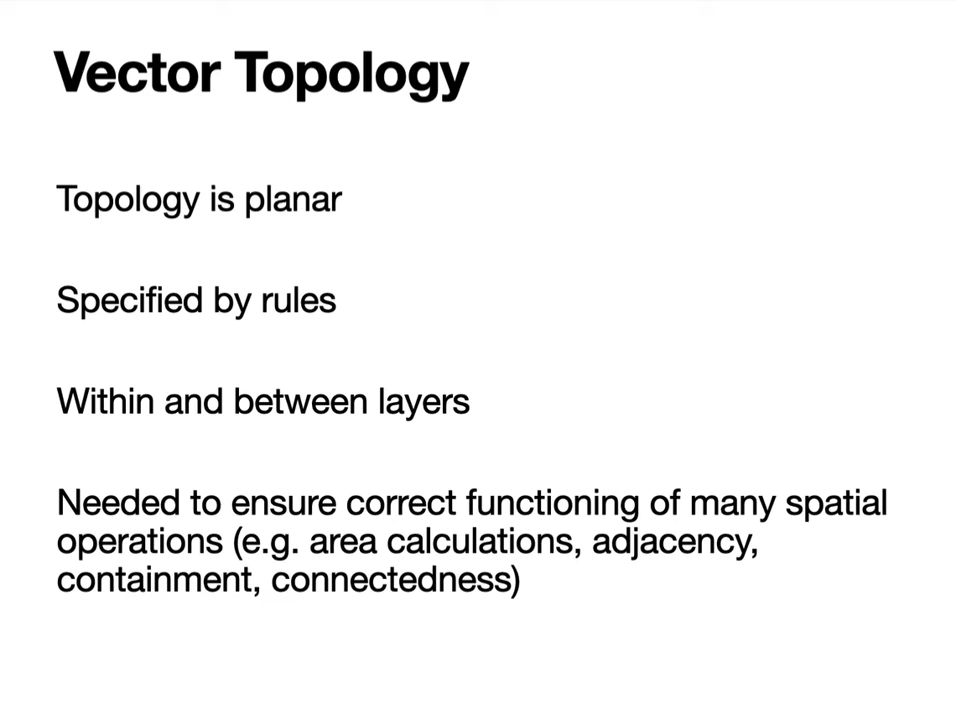 Vector Topology
Topology is planar
Specified by rules
Within and between layers
Needed to ensure correct functioning of many spatial
operations (e.g. area calculations, adjacency,
containment, connectedness)